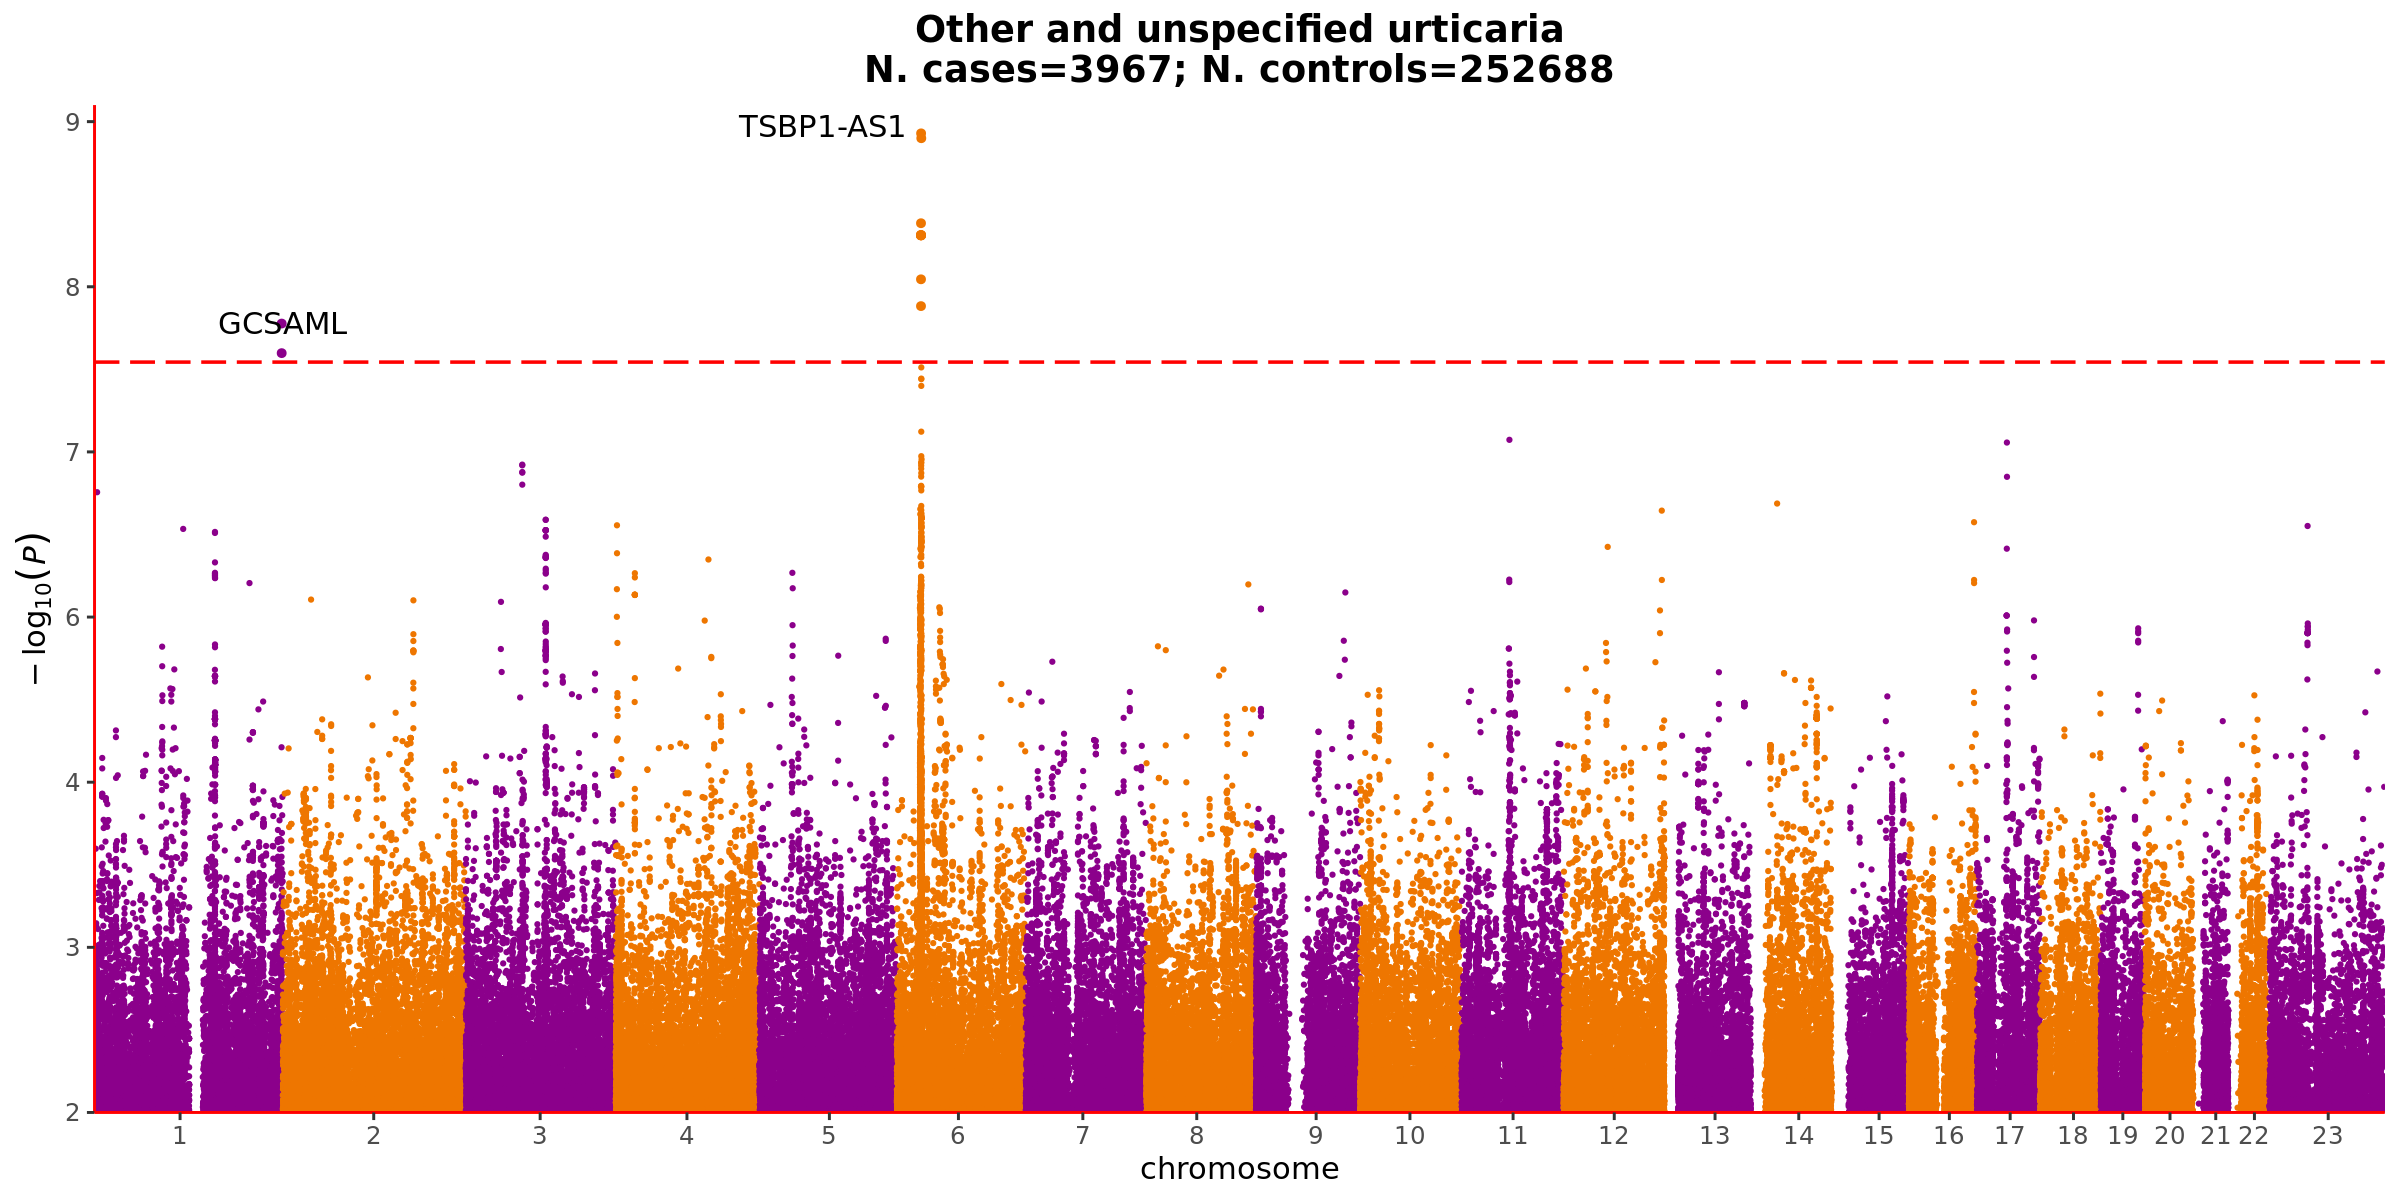 Other and unspecified urticaria
N. cases=3967; N. controls=252688
TSBP1-AS1
GCSAML
9
8
7
6
4
3
2
−log₁₀(P)
1 2 3 4 5 6 7 8 9 10 11 12 13 14 15 16 17 18 19 20 21 22 23
chromosome